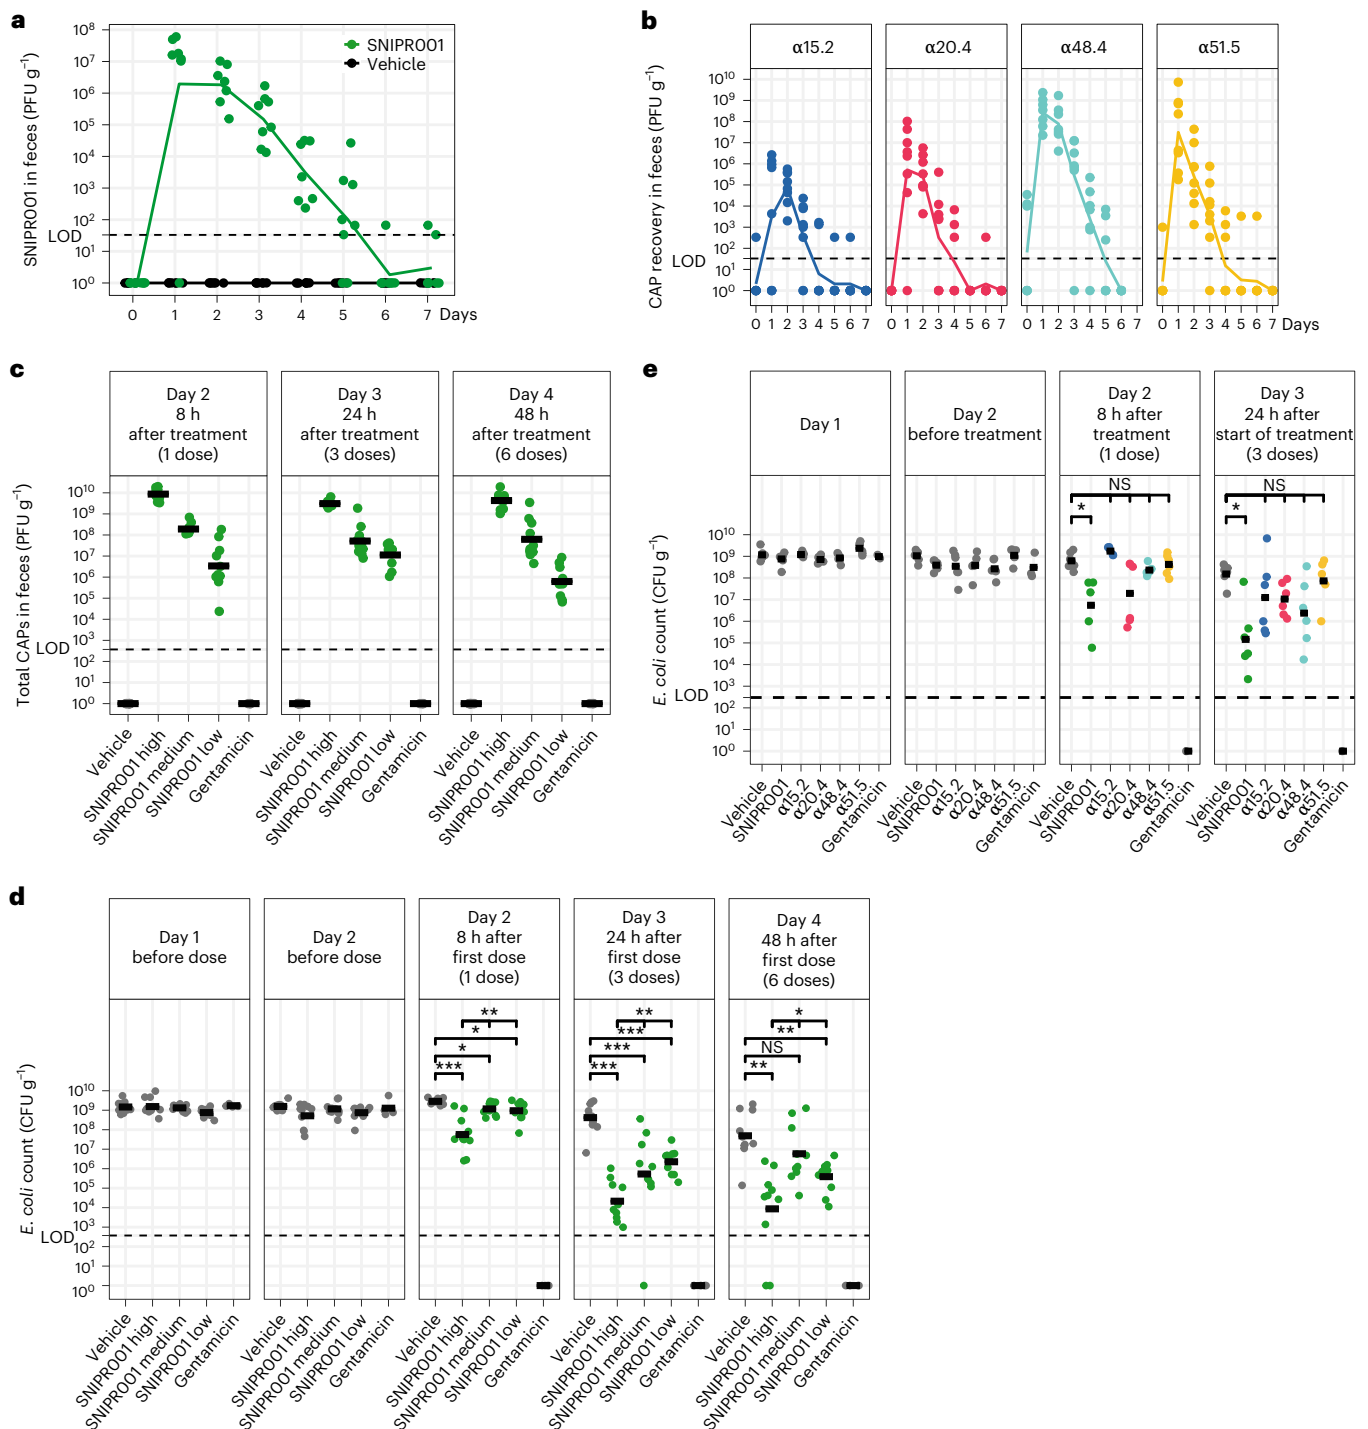 a
SNIPR001 in feces (PFU g⁻¹)
10⁸
10⁷
10⁶
10⁵
10⁴
10³
10²
LOD
10¹
10⁰
SNIPR001
Vehicle
0 1 2 3 4 5 6 7 Days
b
CAP recovery in feces (PFU g⁻¹)
α15.2 α20.4 α48.4 α51.5
10¹⁰
10⁹
10⁸
10⁷
10⁶
10⁵
10⁴
10³
10²
LOD
10¹
10⁰
0 1 2 3 4 5 6 7 0 1 2 3 4 5 6 7 0 1 2 3 4 5 6 7 0 1 2 3 4 5 6 7 Days
c
Total CAPs in feces (PFU g⁻¹)
Day 2
8 h
after treatment
(1 dose)
Day 3
24 h
after treatment
(3 doses)
Day 4
48 h
after treatment
(6 doses)
10¹⁰
10⁹
10⁸
10⁷
10⁶
10⁵
10⁴
10³
LOD
10²
10¹
10⁰
Vehicle
SNIPR001 high
SNIPR001 medium
SNIPR001 low
Gentamicin
Vehicle
SNIPR001 high
SNIPR001 medium
SNIPR001 low
Gentamicin
Vehicle
SNIPR001 high
SNIPR001 medium
SNIPR001 low
Gentamicin
e
E. coli count (CFU g⁻¹)
Day 1
Day 2
before treatment
Day 2
8 h after
treatment
(1 dose)
Day 3
24 h after
start of treatment
(3 doses)
NS
*
NS
*
10¹⁰
10⁹
10⁸
10⁷
10⁶
10⁵
10⁴
10³
LOD
10²
10¹
10⁰
Vehicle
SNIPR001
α15.2
α20.4
α48.4
α51.5
Gentamicin
Vehicle
SNIPR001
α15.2
α20.4
α48.4
α51.5
Gentamicin
Vehicle
SNIPR001
α15.2
α20.4
α48.4
α51.5
Gentamicin
Vehicle
SNIPR001
α15.2
α20.4
α48.4
α51.5
Gentamicin
d
E. coli count (CFU g⁻¹)
Day 1
before dose
Day 2
before dose
Day 2
8 h after
first dose
(1 dose)
Day 3
24 h after
first dose
(3 doses)
Day 4
48 h after
first dose
(6 doses)
**
*
*
***
**
***
***
***
*
**
NS
**
10¹⁰
10⁹
10⁸
10⁷
10⁶
10⁵
10⁴
10³
LOD
10²
10¹
10⁰
Vehicle
SNIPR001 high
SNIPR001 medium
SNIPR001 low
Gentamicin
Vehicle
SNIPR001 high
SNIPR001 medium
SNIPR001 low
Gentamicin
Vehicle
SNIPR001 high
SNIPR001 medium
SNIPR001 low
Gentamicin
Vehicle
SNIPR001 high
SNIPR001 medium
SNIPR001 low
Gentamicin
Vehicle
SNIPR001 high
SNIPR001 medium
SNIPR001 low
Gentamicin